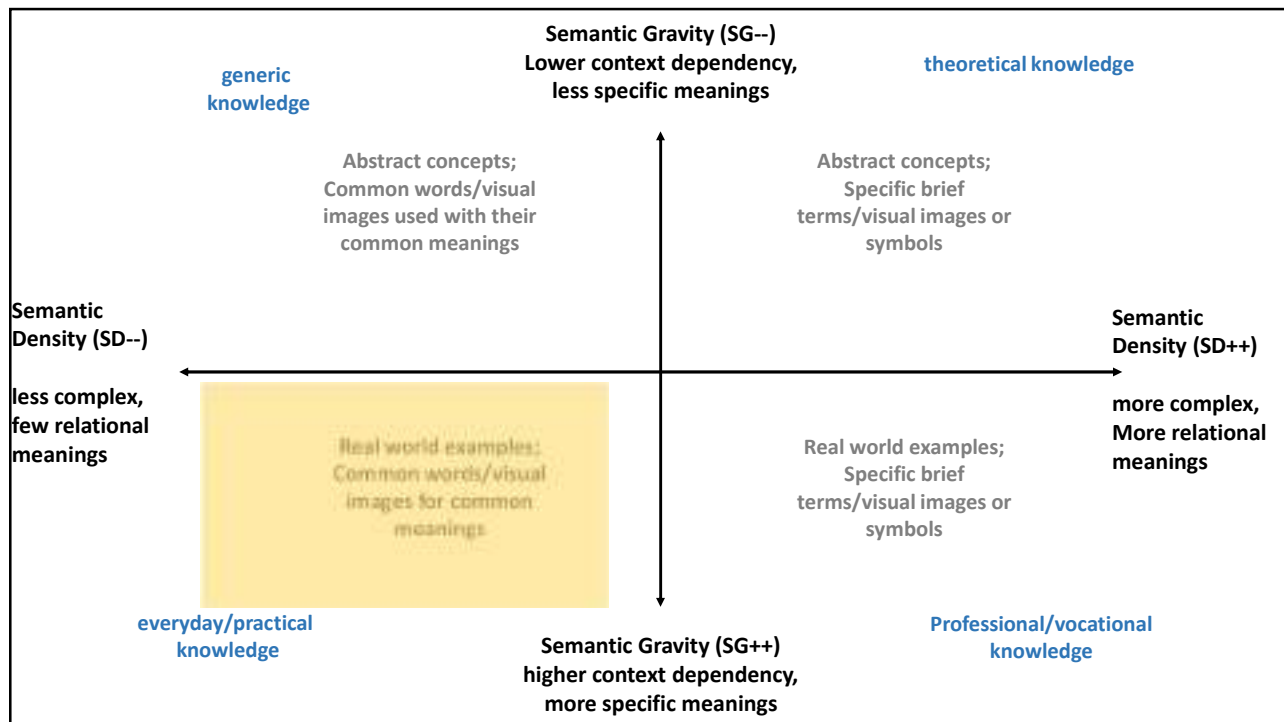 Semantic Gravity (SG--)
Lower context dependency,
less specific meanings
generic
knowledge
theoretical knowledge
Abstract concepts;
Common words/visual
images used with their
common meanings
Abstract concepts;
Specific brief
terms/visual images or
symbols
Semantic
Density (SD--)
less complex,
few relational
meanings
Semantic
Density (SD++)
more complex,
More relational
meanings
Real world examples;
Common words/visual
images for common
meanings
Real world examples;
Specific brief
terms/visual images or
symbols
everyday/practical
knowledge
Semantic Gravity (SG++)
higher context dependency,
more specific meanings
Professional/vocational
knowledge